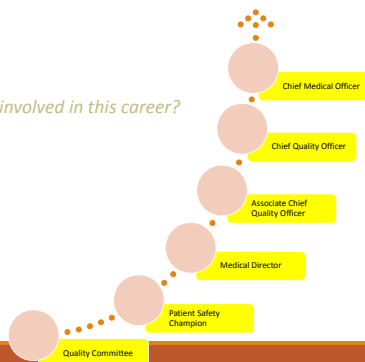 Chief Medical Officer
involved in this career?
Chief Quality Officer
Associate Chief
Quality Officer
Medical Director
Patient Safety
Champion
Quality Committee